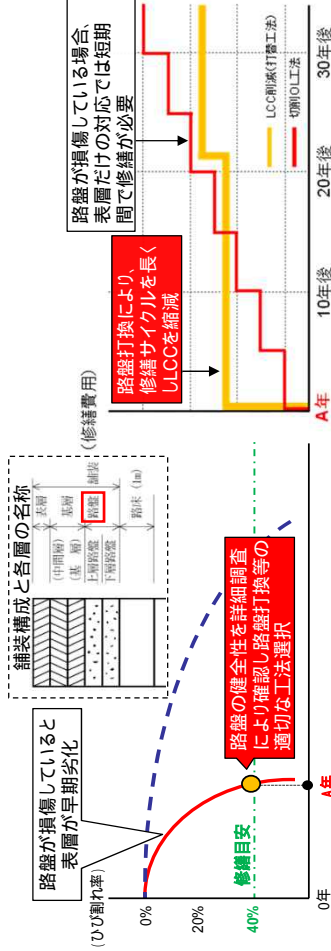 舗装構成と各層の名称
表層
(中間層)
基層
(基　層)
上層路盤
路盤
下層路盤
舗装
路床
(1m)
路盤が損傷していると
表層が早期劣化
(ひび割れ率)
0%
20%
40%
修繕目安
路盤の健全性を詳細調査
により確認し路盤打換等の
適切な工法選択
0年
A年
(修繕費用)
路盤打換により、
修繕サイクルを長く
しLCCを縮減
路盤が損傷している場合、
表層だけの対応では短期
間で修繕が必要
LCC削減(打替工法)
切削OL工法
A年
10年後
20年後
30年後